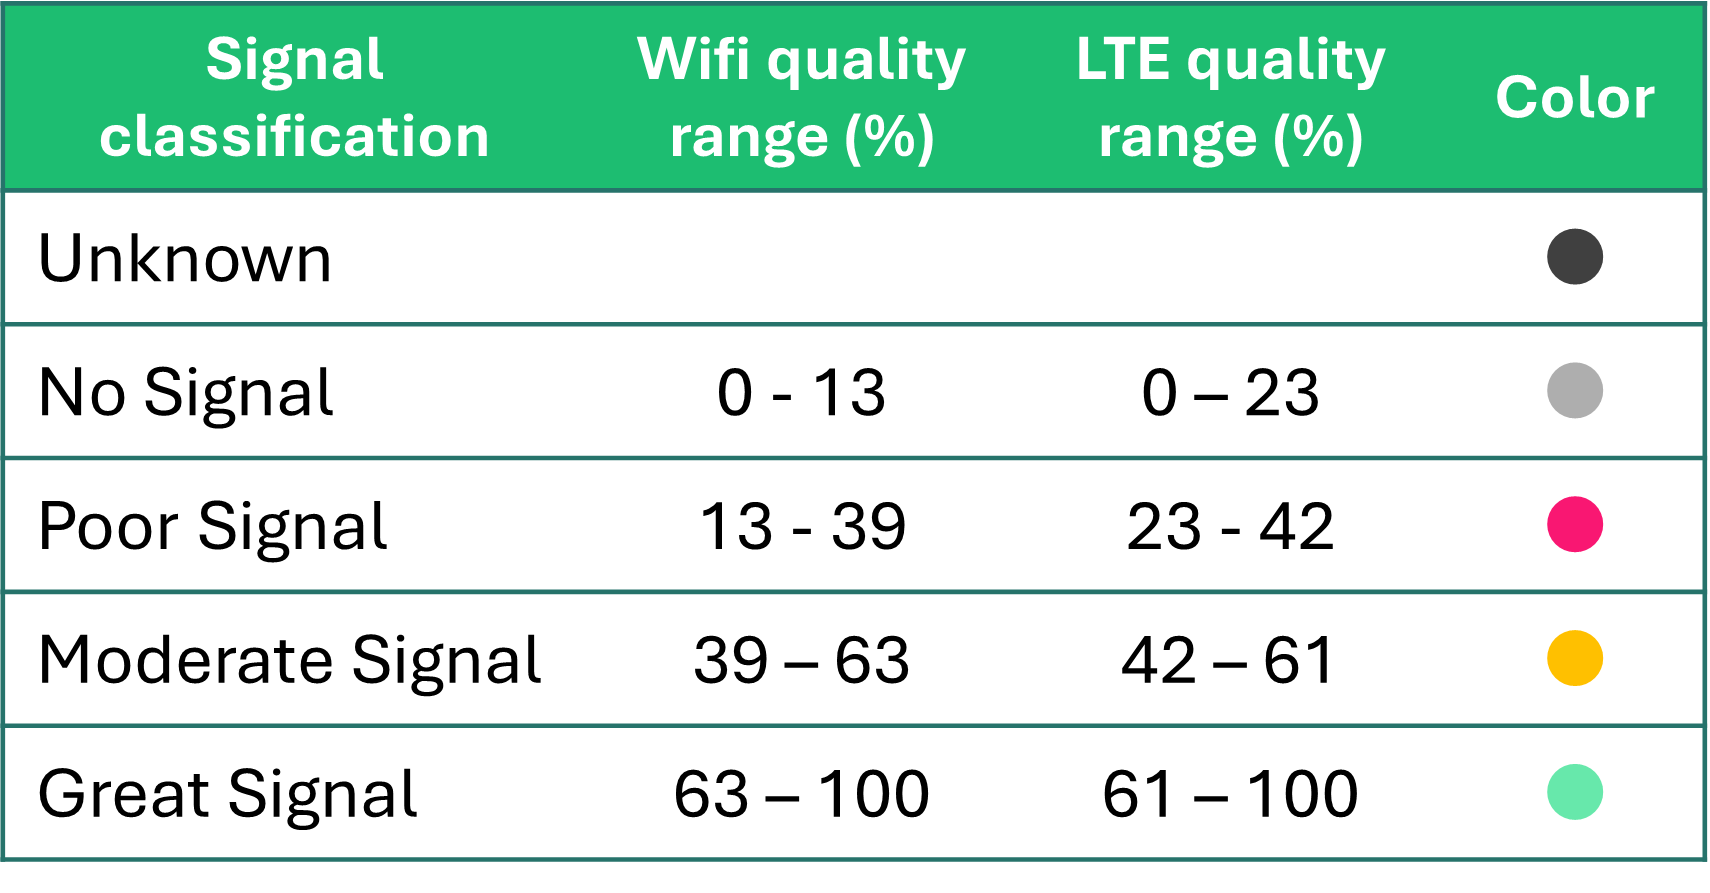 Signal classification
Wifi quality range (%)
LTE quality range (%)
Color
Unknown
No Signal 0 - 13 0 – 23
Poor Signal 13 - 39 23 - 42
Moderate Signal 39 – 63 42 – 61
Great Signal 63 – 100 61 – 100